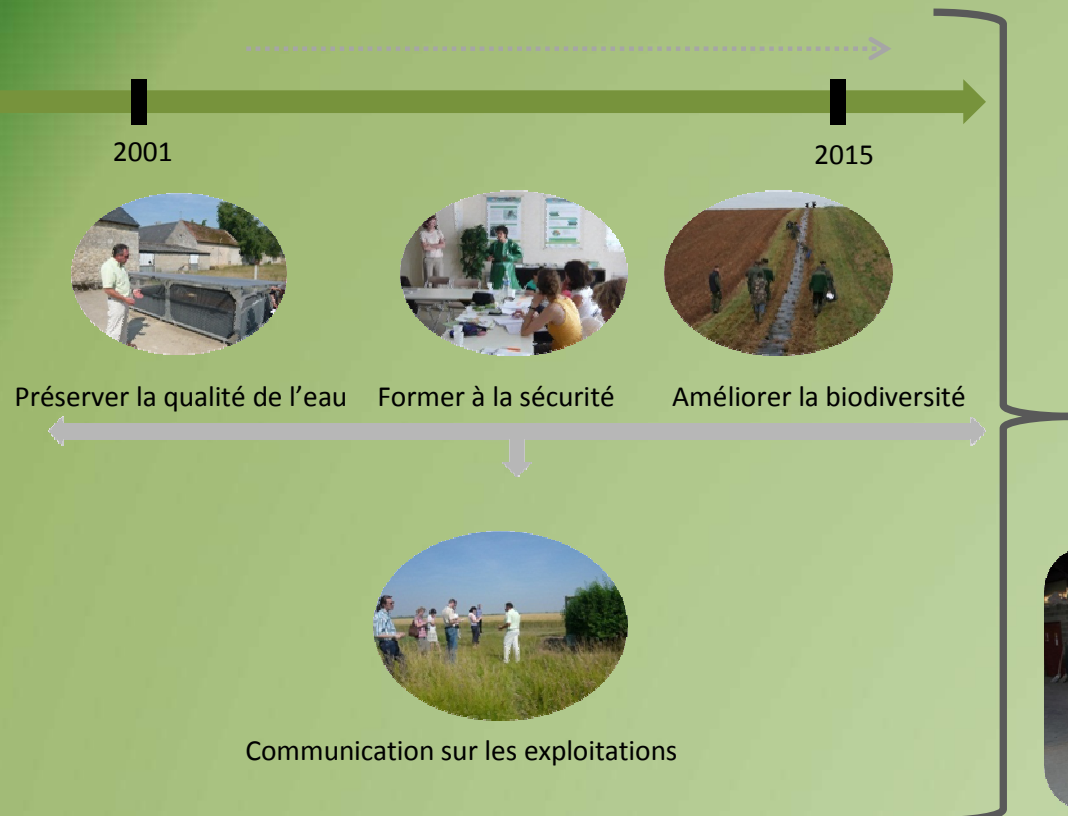 2001
2015
Préserver la qualité de l’eau
Former à la sécurité
Améliorer la biodiversité
Communication sur les exploitations